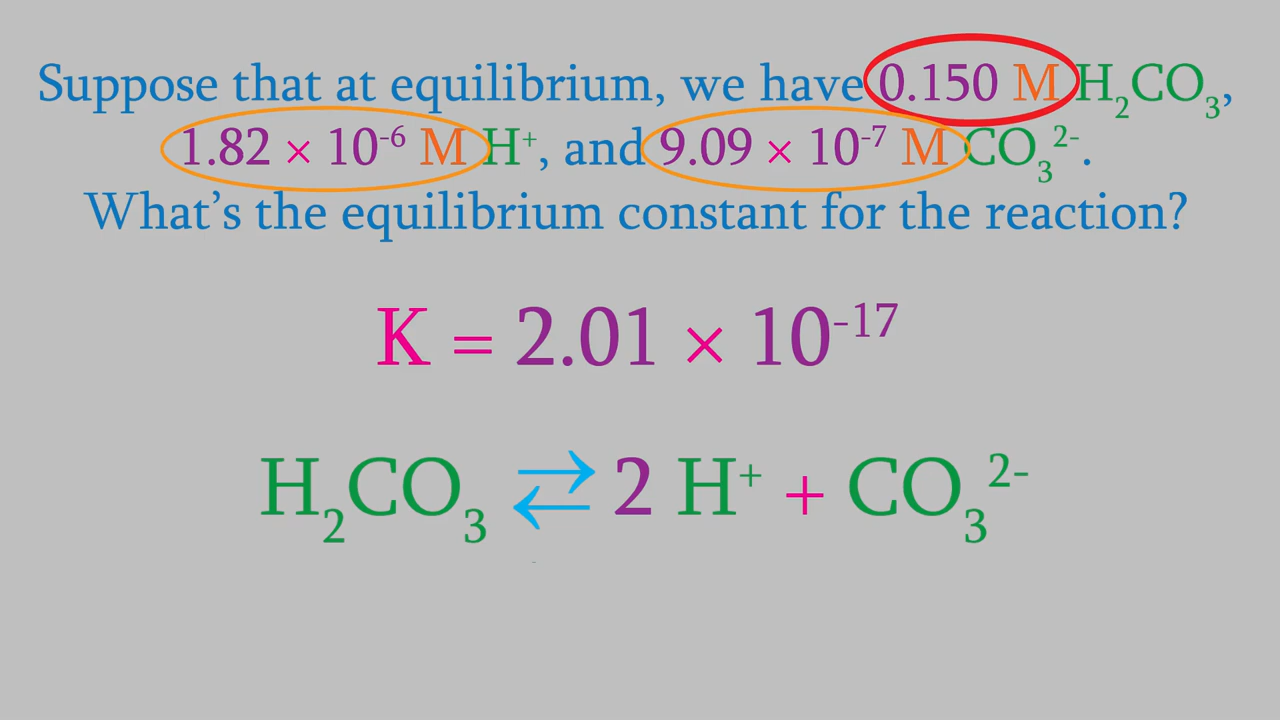 Suppose that at equilibrium, we have 0.150 M H₂CO₃,
1.82 × 10⁻⁶ M H⁺, and 9.09 × 10⁻⁷ M CO₃²⁻.
What’s the equilibrium constant for the reaction?
K = 2.01 × 10⁻¹⁷
H₂CO₃ ⇄ 2 H⁺ + CO₃²⁻